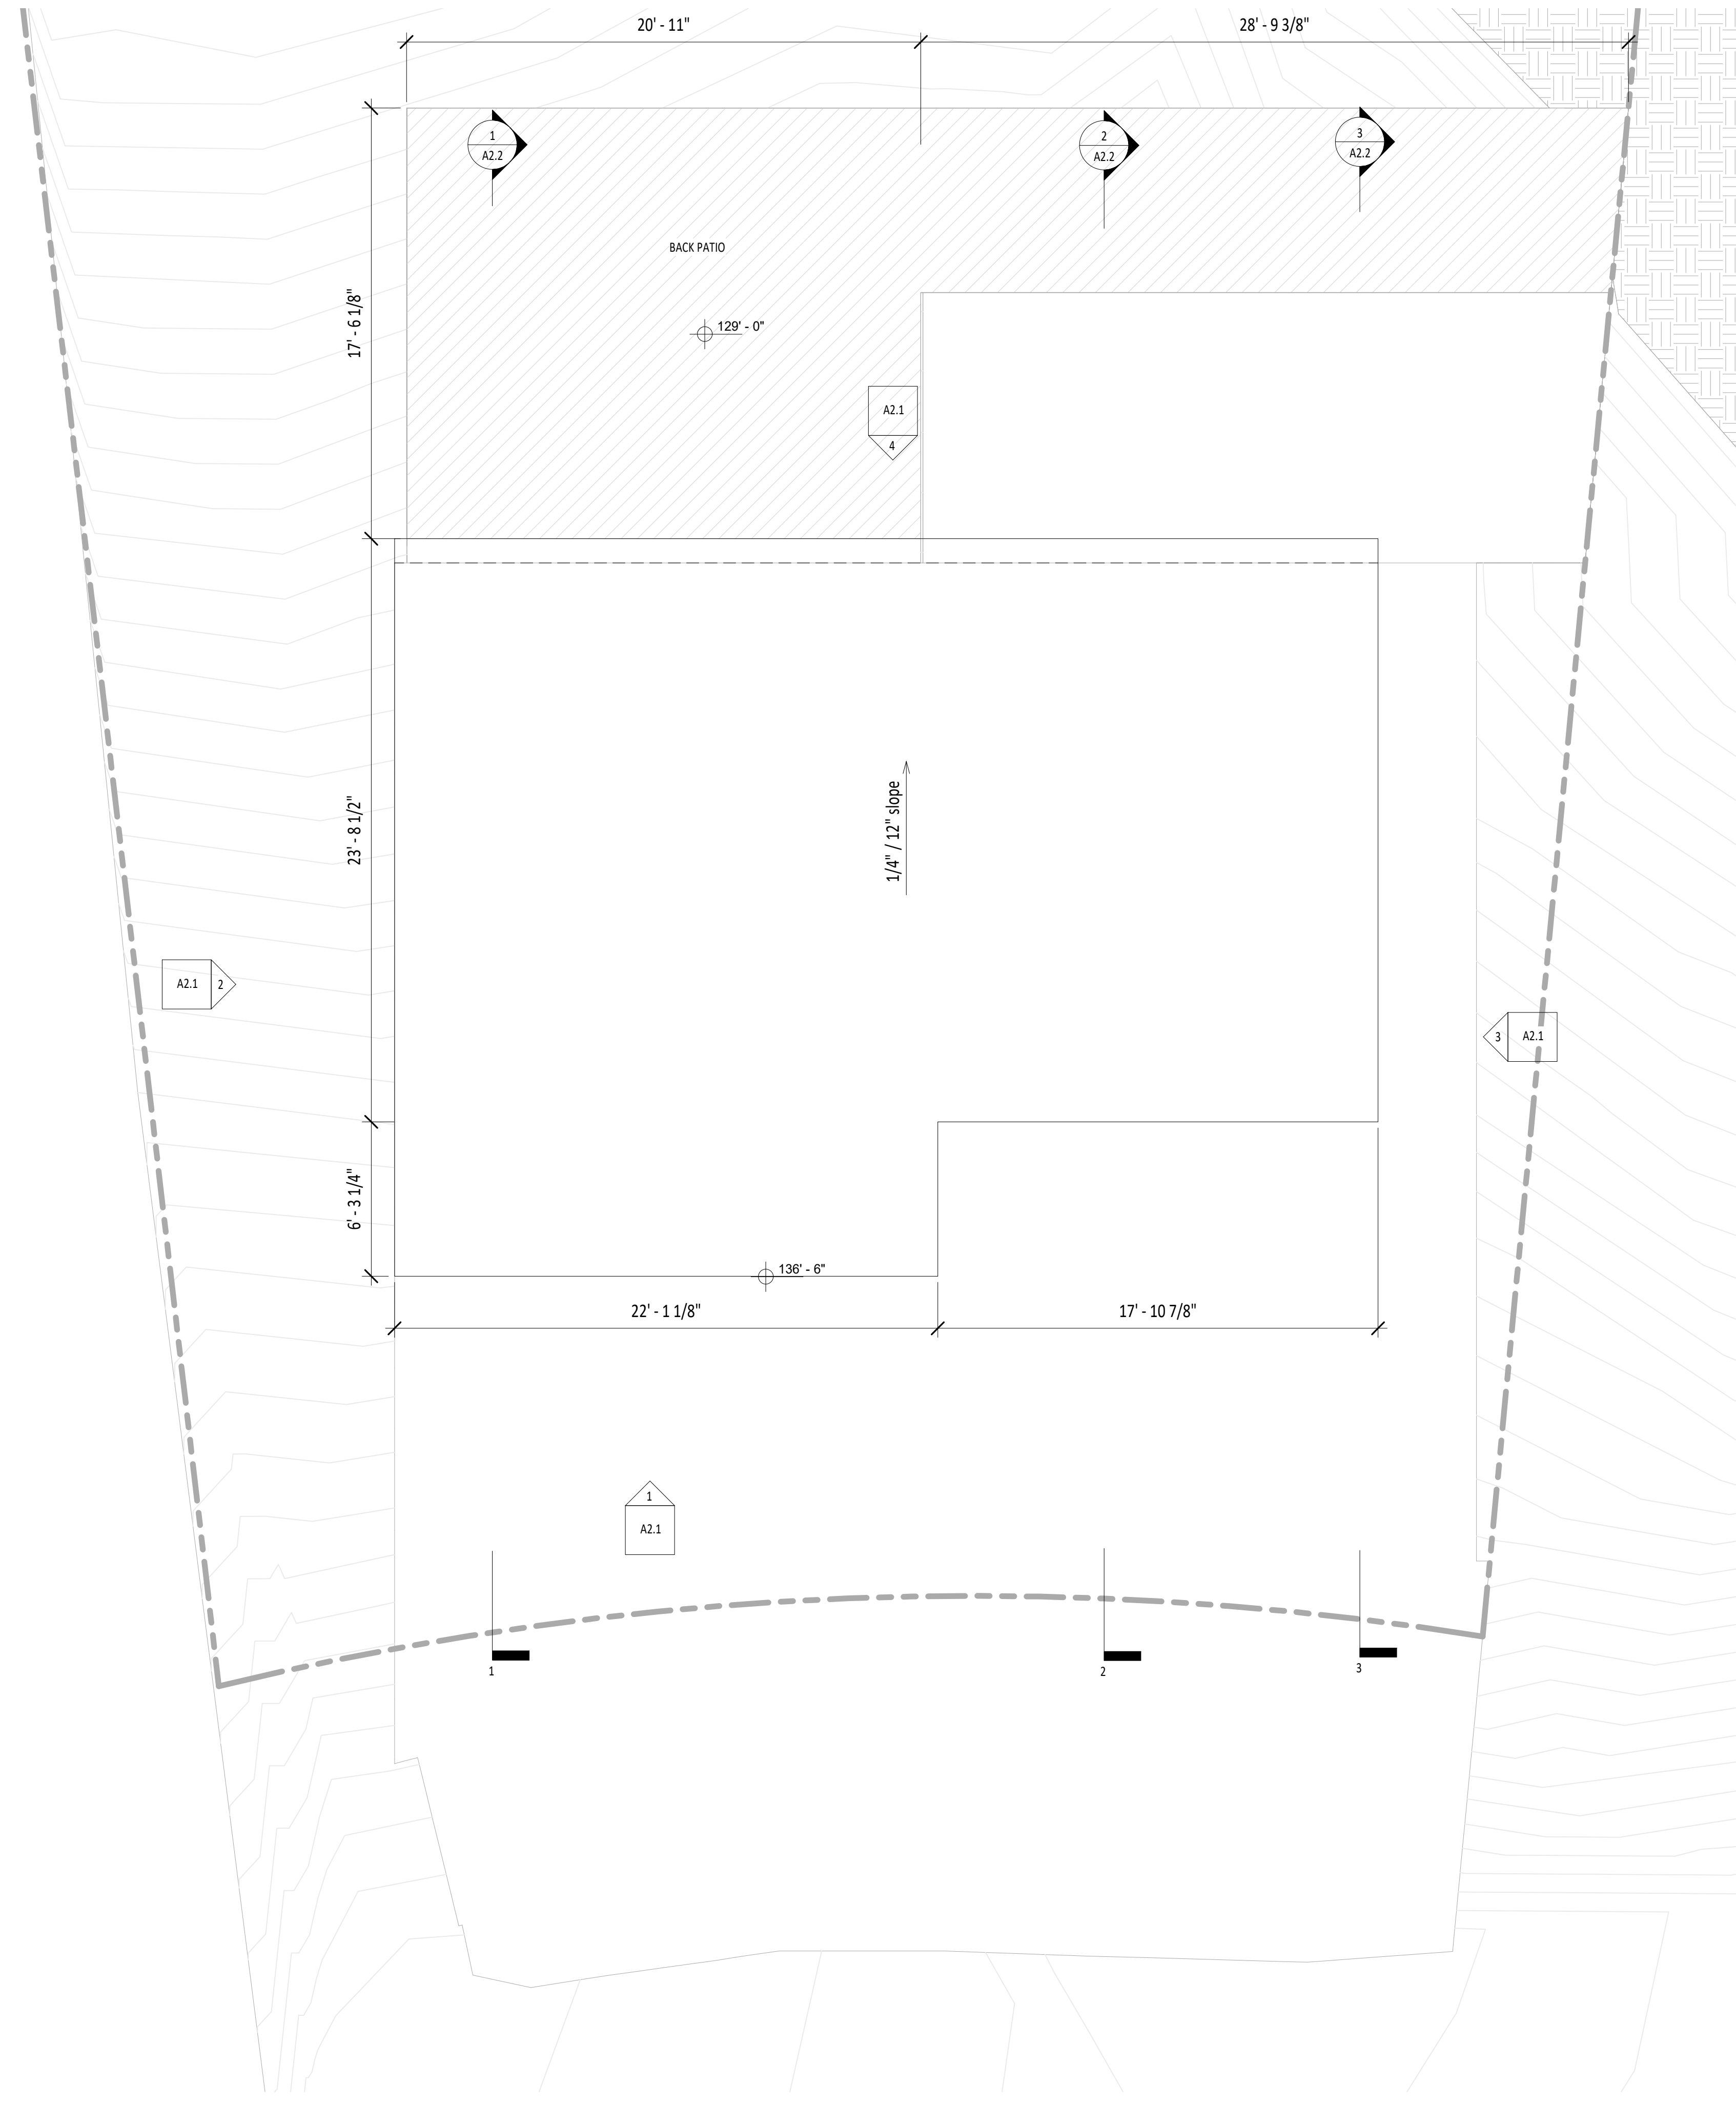 20' - 11"
28' - 9 3/8"
1
A2.2
2
A2.2
3
A2.2
BACK PATIO
17' - 6 1/8"
129' - 0"
A2.1
4
23' - 8 1/2"
1/4" / 12" slope
A2.1
2
3
A2.1
6' - 3 1/4"
136' - 6"
22' - 1 1/8"
17' - 10 7/8"
1
A2.1
1
2
3